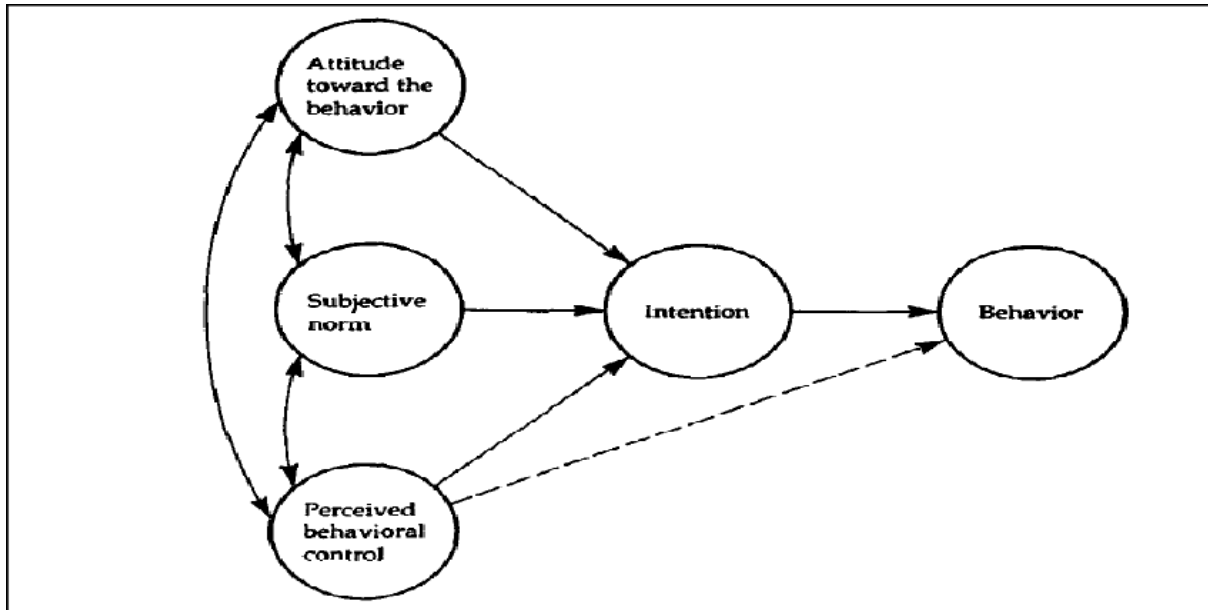 Attitude
toward the
behavior
Subjective
norm
Intention
Behavior
Perceived
behavioral
control